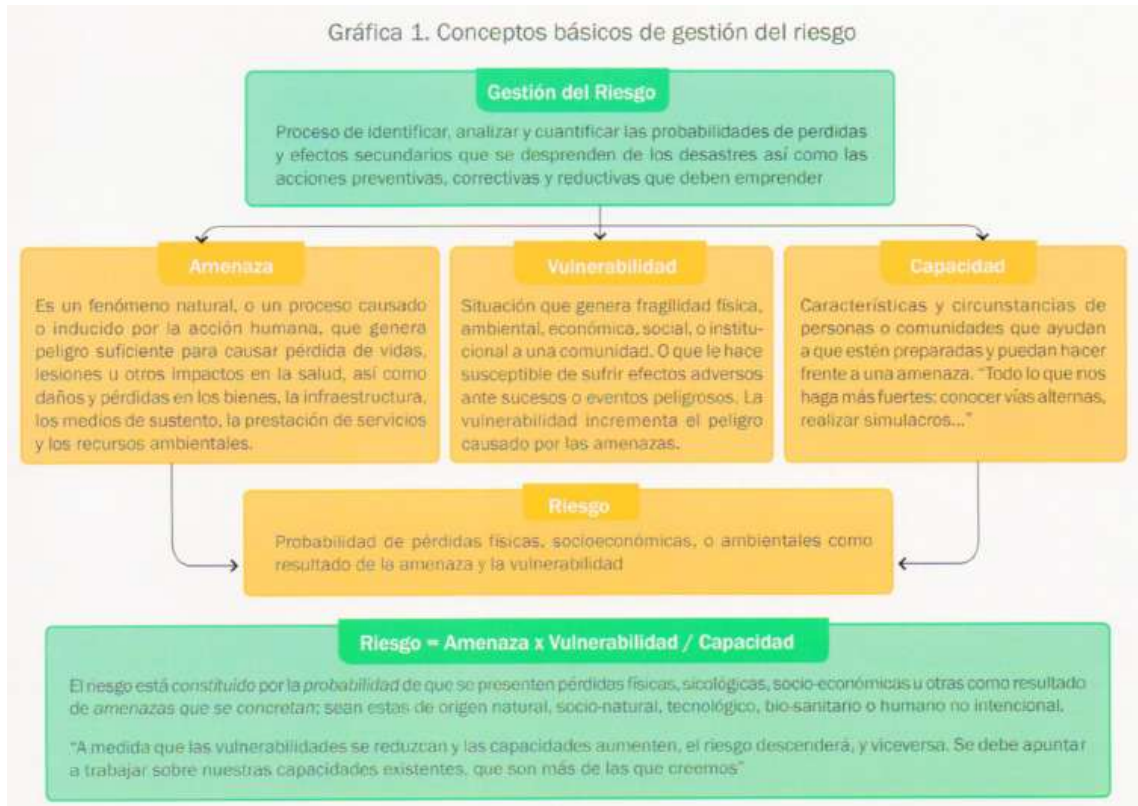 Gráfica 1. Conceptos básicos de gestión del riesgo
Gestión del Riesgo
Proceso de identificar, analizar y cuantificar las probabilidades de perdidas
y efectos secundarios que se desprenden de los desastres así como las
acciones preventivas, correctivas y reductivas que deben emprender
Amenaza
Es un fenómeno natural, o un proceso causado
o inducido por la acción humana, que genera
peligro suficiente para causar pérdida de vidas,
lesiones u otros impactos en la salud, así como
daños y pérdidas en los bienes, la infraestructura,
los medios de sustento, la prestación de servicios
y los recursos ambientales.
Vulnerabilidad
Situación que genera fragilidad física,
ambiental, económica, social, o institu-
cional a una comunidad. O que le hace
susceptible de sufrir efectos adversos
ante sucesos o eventos peligrosos. La
vulnerabilidad incrementa el peligro
causado por las amenazas.
Capacidad
Características y circunstancias de
personas o comunidades que ayudan
a que estén preparadas y puedan hacer
frente a una amenaza. “Todo lo que nos
haga más fuertes: conocer vías alternas,
realizar simulacros...”
Riesgo
Probabilidad de pérdidas físicas, socioeconómicas, o ambientales como
resultado de la amenaza y la vulnerabilidad
Riesgo = Amenaza x Vulnerabilidad / Capacidad
El riesgo está constituido por la probabilidad de que se presenten pérdidas físicas, sicológicas, socio-económicas u otras como resultado
de amenazas que se concretan; sean estas de origen natural, socio-natural, tecnológico, bio-sanitario o humano no intencional.
“A medida que las vulnerabilidades se reduzcan y las capacidades aumenten, el riesgo descenderá, y viceversa. Se debe apuntar
a trabajar sobre nuestras capacidades existentes, que son más de las que creemos”